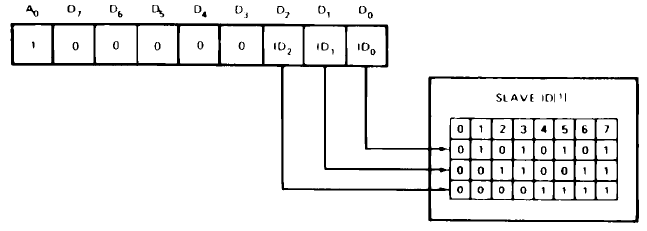 A0 D7 D6 D5 D4 D3 D2 D1 D0
1 0 0 0 0 0 ID2 ID1 ID0
SLAVE ID[1]
0 1 2 3 4 5 6 7
0 1 0 1 0 1 0 1
0 0 1 1 0 0 1 1
0 0 0 0 1 1 1 1